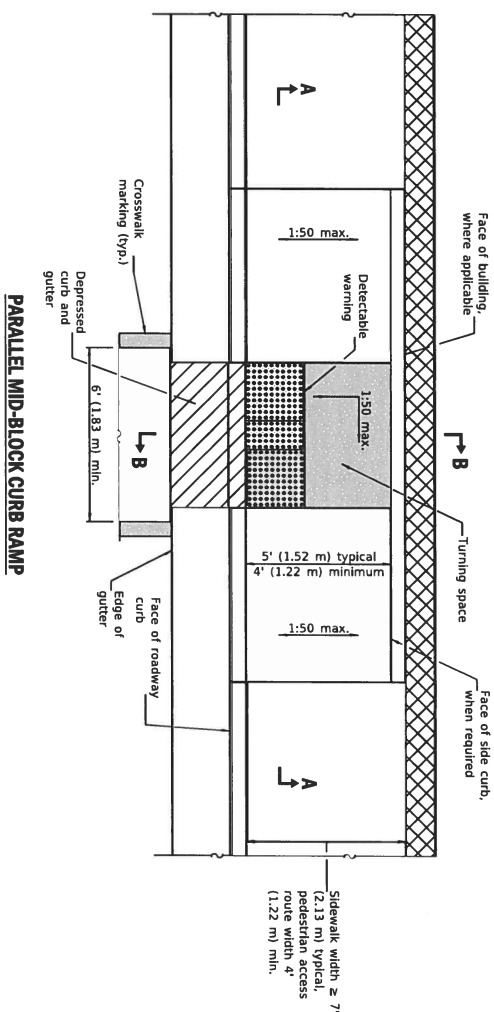 Face of building,
where applicable
B
Turning space
Face of side curb,
when required
A
1:50 max.
Detectable
warning
1:50
max.
5' (1.52 m) typical
4' (1.22 m) minimum
1:50 max.
A
Sidewalk width ≥ 7'
(2.13 m) typical,
pedestrian access
route width 4'
(1.22 m) min.
Crosswalk
marking (typ.)
Depressed
curb and
gutter
6' (1.83 m) min.
B
Edge of
gutter
Face of roadway
curb
PARALLEL MID-BLOCK CURB RAMP